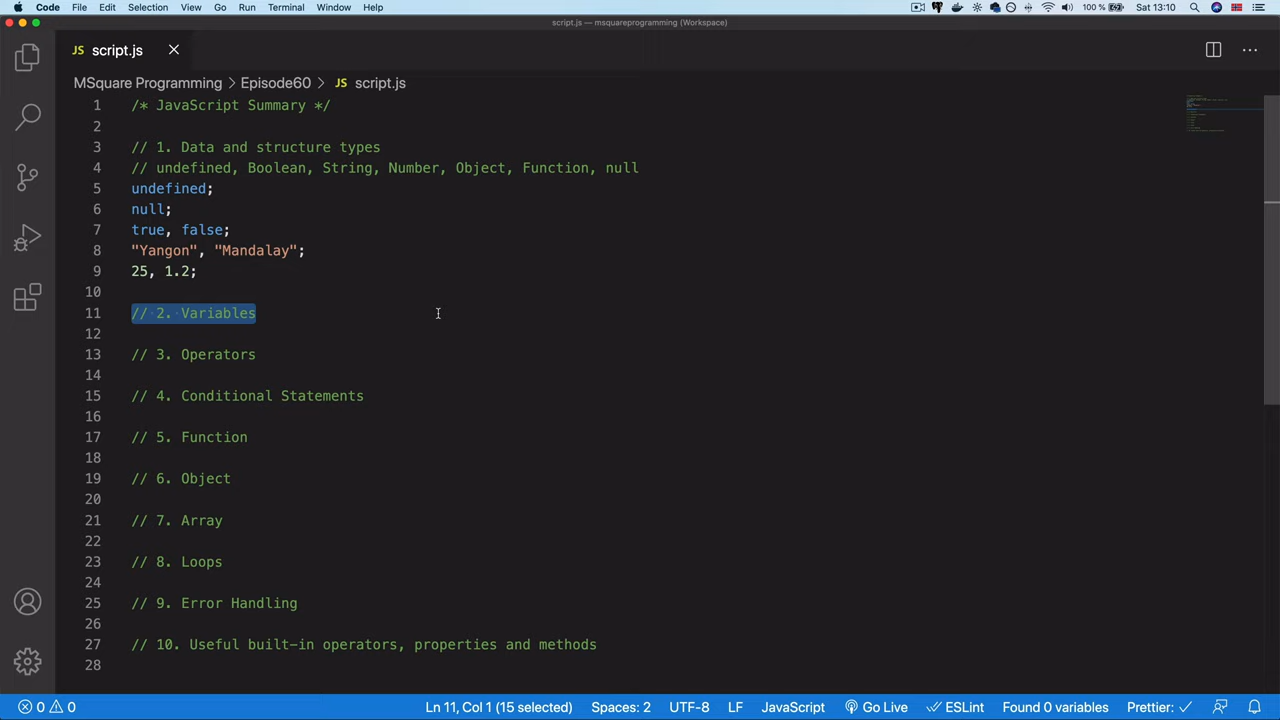 Code File Edit Selection View Go Run Terminal Window Help 100 % Sat 13:10
script.js — msquareprogramming (Workspace)
JS script.js
MSquare Programming > Episode60 > JS script.js
1 /* JavaScript Summary */
2
3 // 1. Data and structure types
4 // undefined, Boolean, String, Number, Object, Function, null
5 undefined;
6 null;
7 true, false;
8 "Yangon", "Mandalay";
9 25, 1.2;
10
11 // 2. Variables
12
13 // 3. Operators
14
15 // 4. Conditional Statements
16
17 // 5. Function
18
19 // 6. Object
20
21 // 7. Array
22
23 // 8. Loops
24
25 // 9. Error Handling
26
27 // 10. Useful built-in operators, properties and methods
28
0 0 Ln 11, Col 1 (15 selected) Spaces: 2 UTF-8 LF JavaScript Go Live ESLint Found 0 variables Prettier: ✓